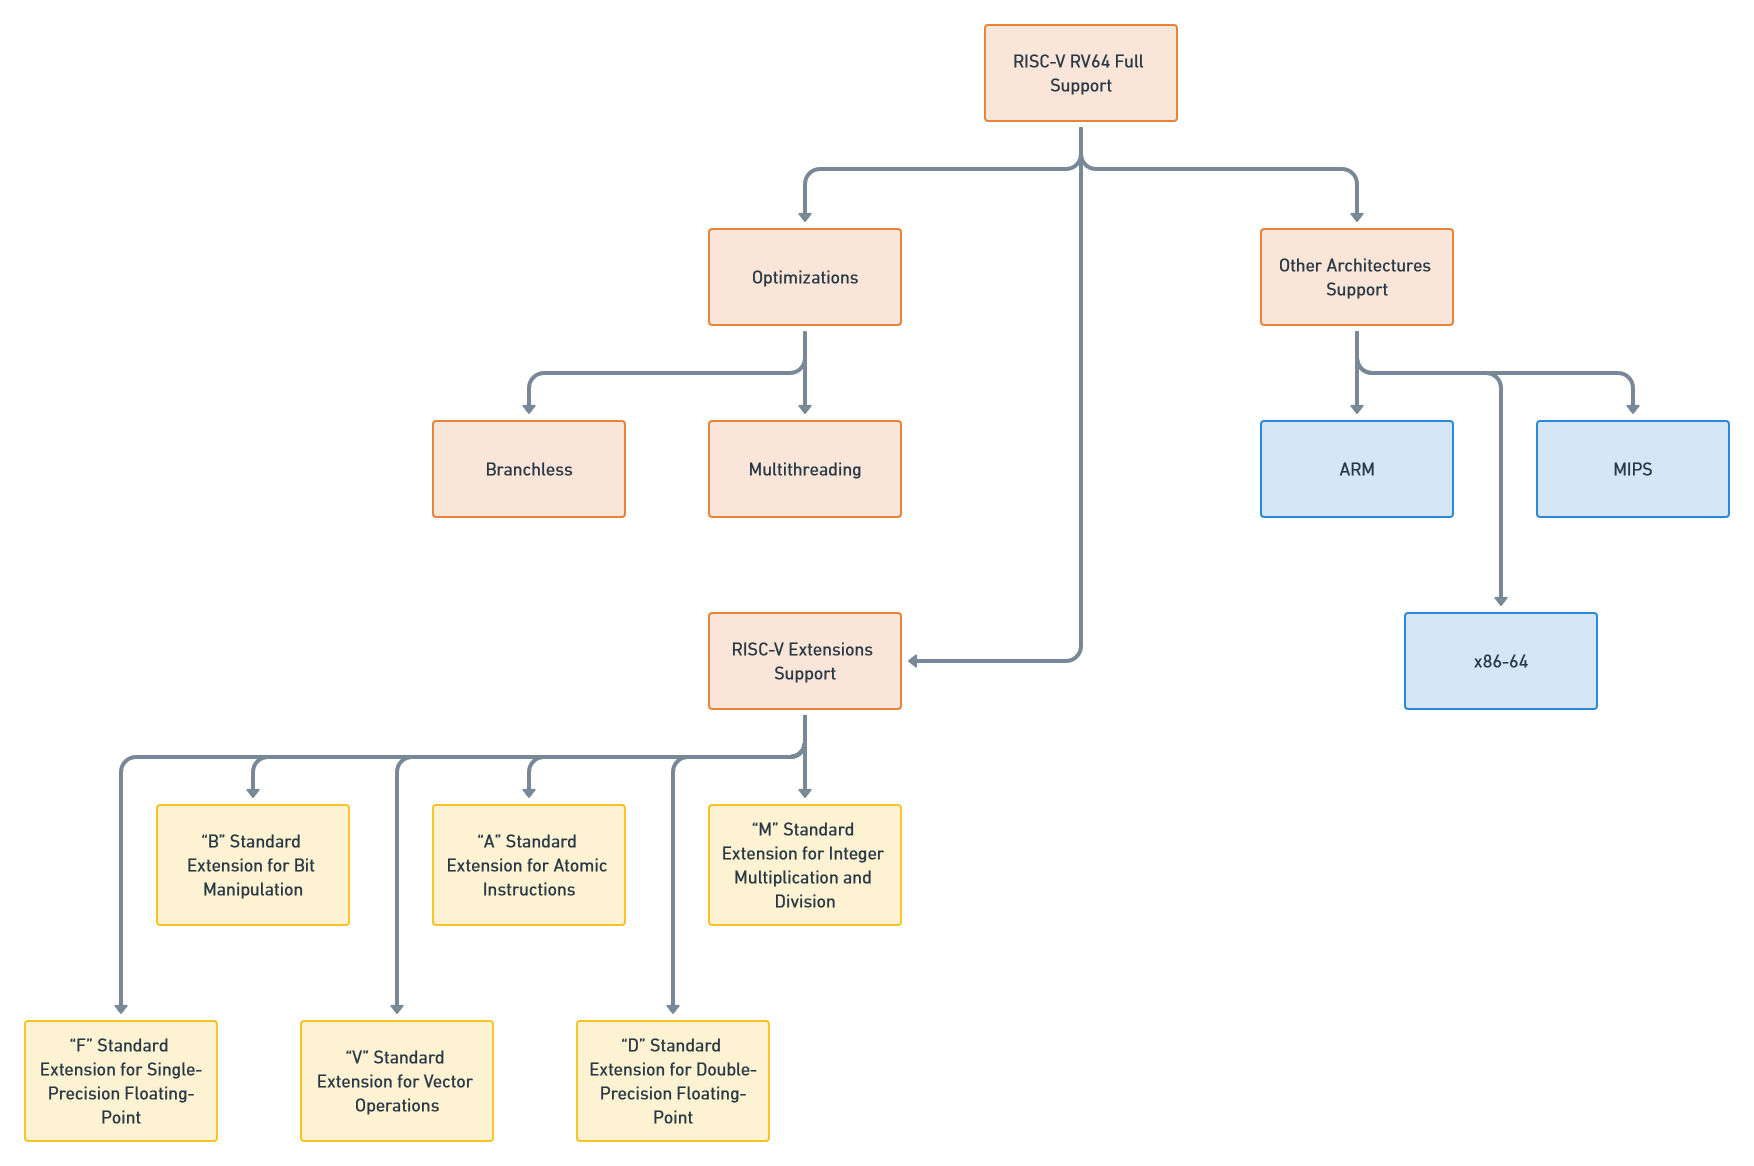 RISC-V RV64 Full
Support
Optimizations
Other Architectures
Support
Branchless
Multithreading
ARM
MIPS
RISC-V Extensions
Support
x86-64
“B” Standard
Extension for Bit
Manipulation
“A” Standard
Extension for Atomic
Instructions
“M” Standard
Extension for Integer
Multiplication and
Division
“F” Standard
Extension for Single-
Precision Floating-
Point
“V” Standard
Extension for Vector
Operations
“D” Standard
Extension for Double-
Precision Floating-
Point